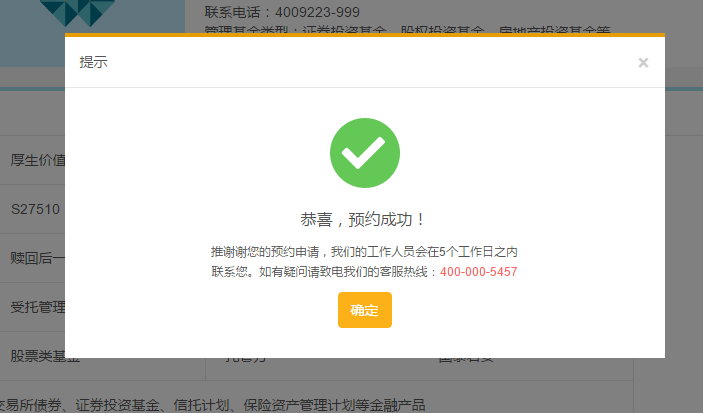 联系电话：4009223-999
管理基金类型：证券投资基金、股权投资基金、房地产投资基金等
提示
×
厚生价值
S27510
恭喜，预约成功！
赎回后一
推谢谢您的预约申请，我们的工作人员会在5个工作日之内
联系您。如有疑问请致电我们的客服热线：400-000-5457
受托管理
确定
股票类基金
交易所债券、证券投资基金、信托计划、保险资产管理计划等金融产品